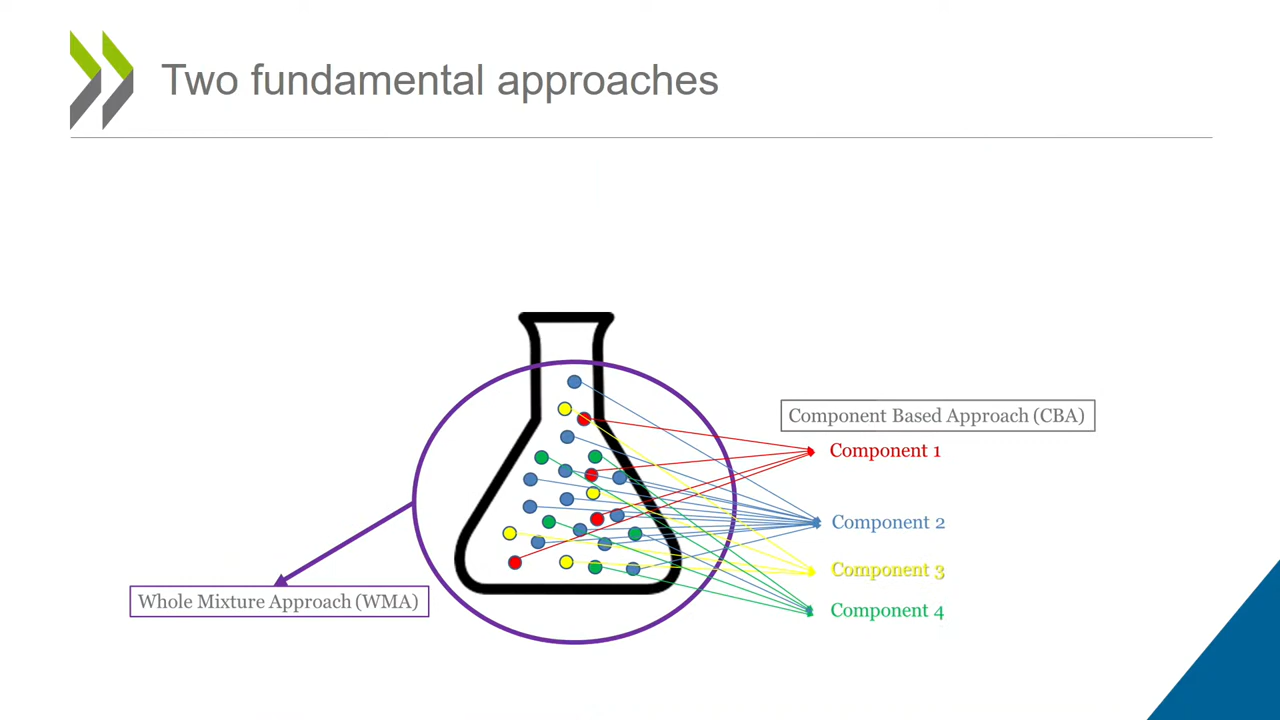 Two fundamental approaches
Component Based Approach (CBA)
Component 1
Component 2
Component 3
Component 4
Whole Mixture Approach (WMA)